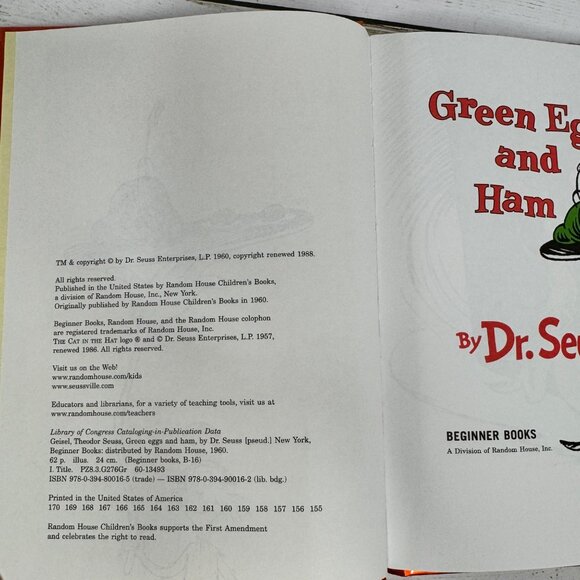 TM & copyright © by Dr. Seuss Enterprises, L.P. 1960, copyright renewed 1988.
All rights reserved.
Published in the United States by Random House Children's Books,
a division of Random House, Inc., New York.
Originally published by Random House Children's Books in 1960.
Beginner Books, Random House, and the Random House colophon
are registered trademarks of Random House, Inc.
THE CAT IN THE HAT logo ® and © Dr. Seuss Enterprises, L.P. 1957,
renewed 1986. All rights reserved.
Visit us on the Web!
www.randomhouse.com/kids
www.seussville.com
Educators and librarians, for a variety of teaching tools, visit us at
www.randomhouse.com/teachers
Library of Congress Cataloging-in-Publication Data
Geisel, Theodor Seuss, Green eggs and ham, by Dr. Seuss [pseud.] New York,
Beginner Books: distributed by Random House, 1960.
62 p. illus. 24 cm. (Beginner books, B-16)
I. Title. PZ8.3.G276Gr 60-13493
ISBN 978-0-394-80016-5 (trade) — ISBN 978-0-394-90016-2 (lib. bdg.)
Printed in the United States of America
170 169 168 167 166 165 164 163 162 161 160 159 158 157 156 155
Random House Children's Books supports the First Amendment
and celebrates the right to read.
Green Eg
and
Ham
By Dr. Seu
BEGINNER BOOKS
A Division of Random House, Inc.